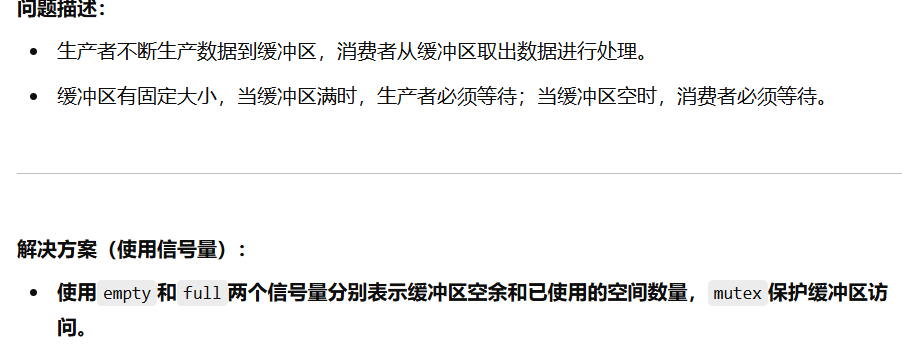 问题描述：
• 生产者不断生产数据到缓冲区，消费者从缓冲区取出数据进行处理。
• 缓冲区有固定大小，当缓冲区满时，生产者必须等待；当缓冲区空时，消费者必须等待。
解决方案（使用信号量）：
• 使用 empty 和 full 两个信号量分别表示缓冲区空余和已使用的空间数量， mutex 保护缓冲区访
问。